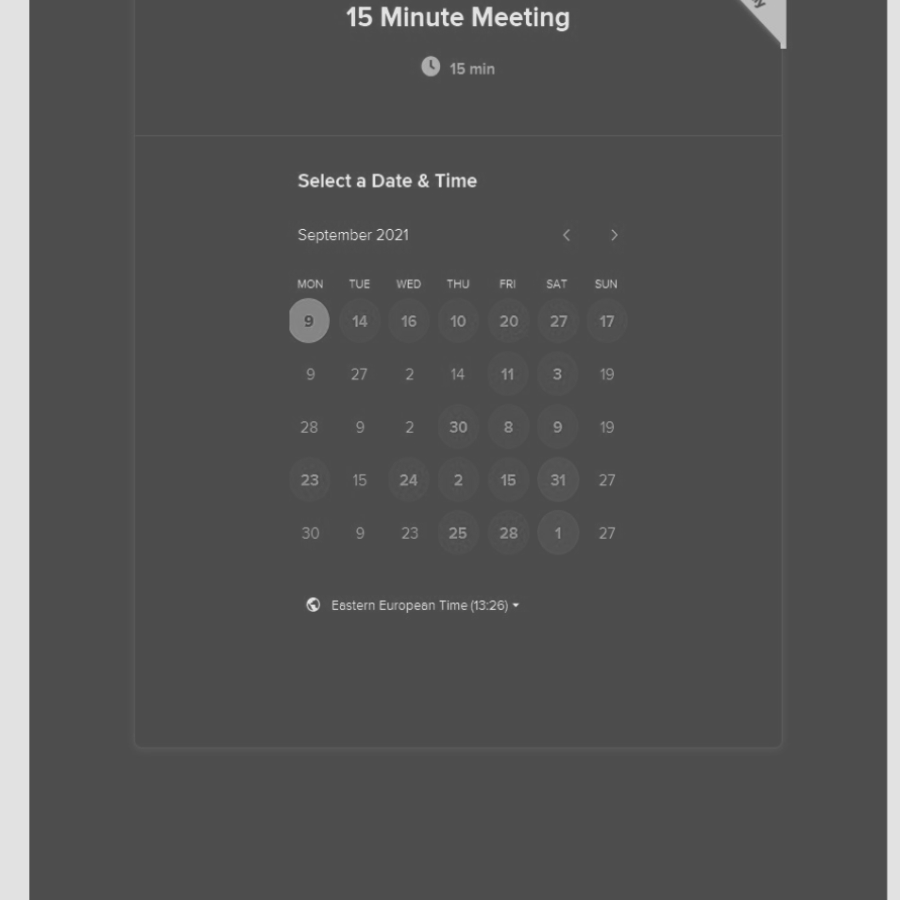 15 Minute Meeting
15 min
Select a Date & Time
September 2021
MON TUE WED THU FRI SAT SUN
9 14 16 10 20 27 17
9 27 2 14 11 3 19
28 9 2 30 8 9 19
23 15 24 2 15 31 27
30 9 23 25 28 1 27
Eastern European Time (13:26)